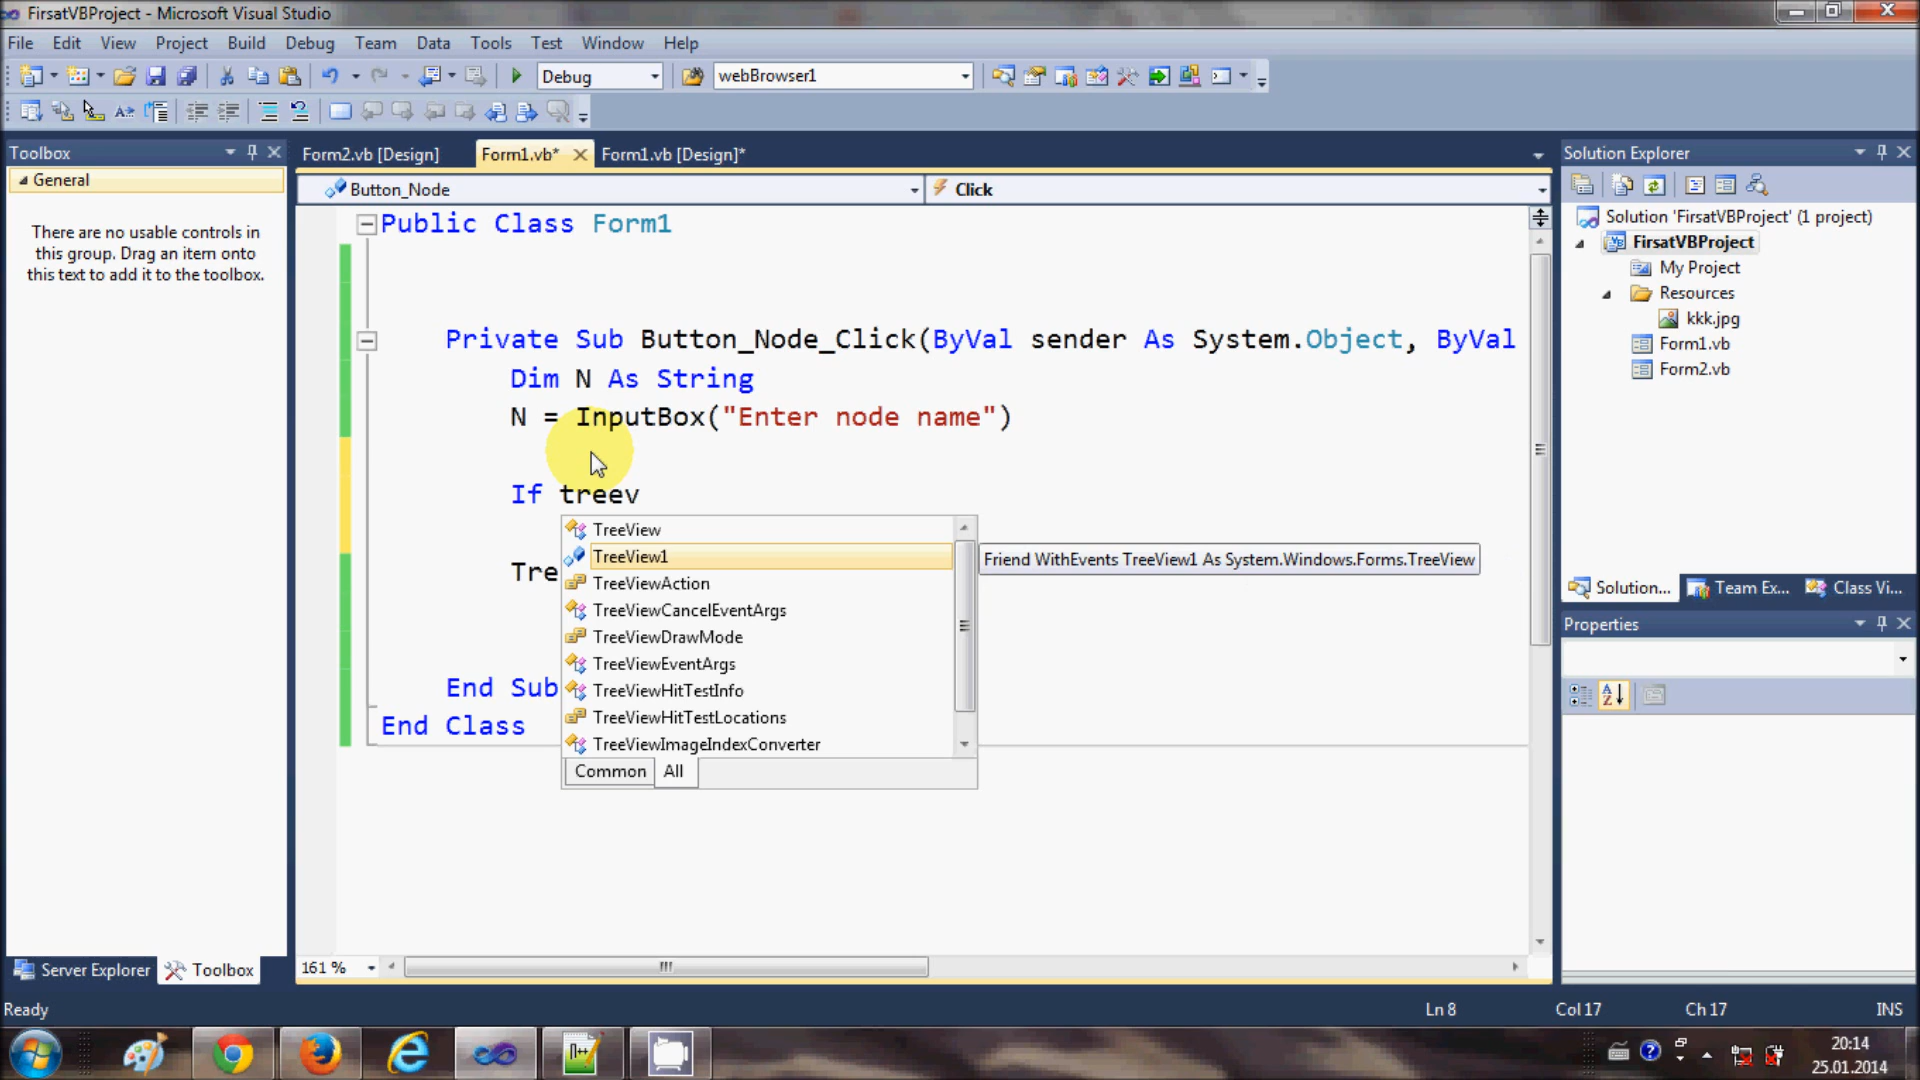 FirsatVBProject - Microsoft Visual Studio
File Edit View Project Build Debug Team Data Tools Test Window Help
Debug webBrowser1
Toolbox
General
There are no usable controls in
this group. Drag an item onto
this text to add it to the toolbox.
Server Explorer Toolbox
Form2.vb [Design] Form1.vb* Form1.vb [Design]*
Button_Node Click
Public Class Form1
Private Sub Button_Node_Click(ByVal sender As System.Object, ByVal
Dim N As String
N = InputBox("Enter node name")
If treev
Tre
End Sub
End Class
TreeView
TreeView1
TreeViewAction
TreeViewCancelEventArgs
TreeViewDrawMode
TreeViewEventArgs
TreeViewHitTestInfo
TreeViewHitTestLocations
TreeViewImageIndexConverter
Common All
Friend WithEvents TreeView1 As System.Windows.Forms.TreeView
161 %
Solution Explorer
Solution 'FirsatVBProject' (1 project)
FirsatVBProject
My Project
Resources
kkk.jpg
Form1.vb
Form2.vb
Solution... Team Ex... Class Vi...
Properties
Ready Ln 8 Col 17 Ch 17 INS
20:14
25.01.2014